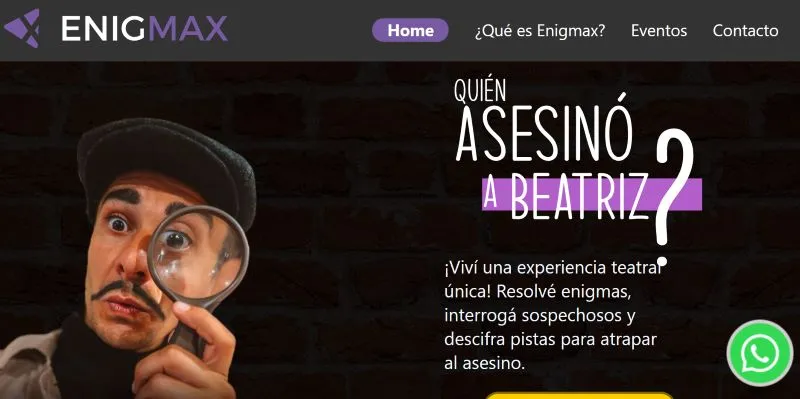 ENIGMAX
Home
¿Qué es Enigmax?
Eventos
Contacto
QUIÉN
ASESINÓ
A BEATRIZ?
¡Viví una experiencia teatral
única! Resolvé enigmas,
interrogá sospechosos y
descifra pistas para atrapar
al asesino.